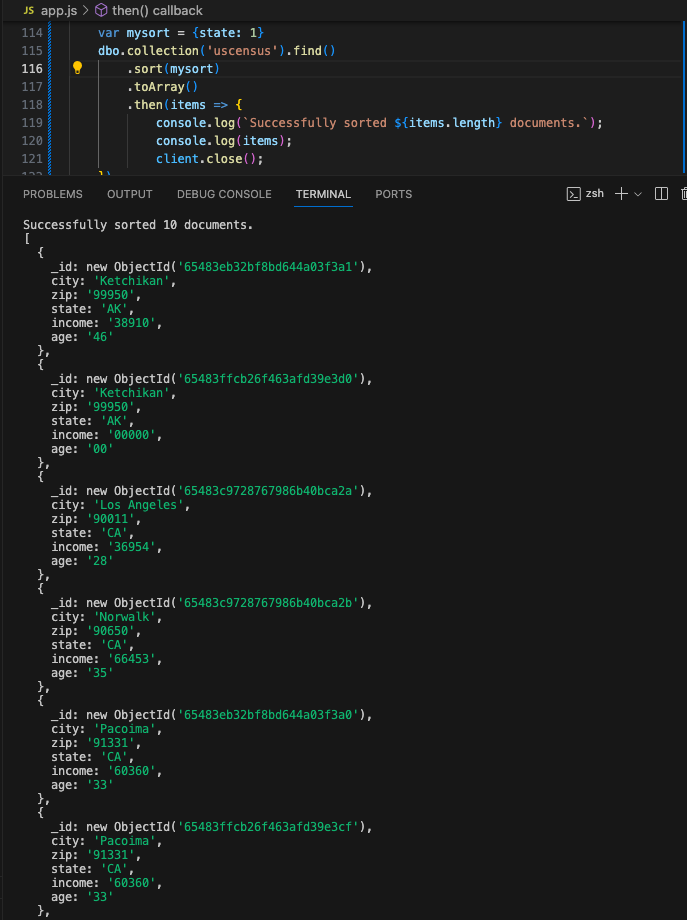 JS app.js > then() callback
114 var mysort = {state: 1}
115 dbo.collection('uscensus').find()
116 .sort(mysort)
117 .toArray()
118 .then(items => {
119 console.log(`Successfully sorted ${items.length} documents.`);
120 console.log(items);
121 client.close();
122 })
PROBLEMS OUTPUT DEBUG CONSOLE TERMINAL PORTS zsh
Successfully sorted 10 documents.
[
{
_id: new ObjectId('65483eb32bf8bd644a03f3a1'),
city: 'Ketchikan',
zip: '99950',
state: 'AK',
income: '38910',
age: '46'
},
{
_id: new ObjectId('65483ffcb26f463afd39e3d0'),
city: 'Ketchikan',
zip: '99950',
state: 'AK',
income: '00000',
age: '00'
},
{
_id: new ObjectId('65483c9728767986b40bca2a'),
city: 'Los Angeles',
zip: '90011',
state: 'CA',
income: '36954',
age: '28'
},
{
_id: new ObjectId('65483c9728767986b40bca2b'),
city: 'Norwalk',
zip: '90650',
state: 'CA',
income: '66453',
age: '35'
},
{
_id: new ObjectId('65483eb32bf8bd644a03f3a0'),
city: 'Pacoima',
zip: '91331',
state: 'CA',
income: '60360',
age: '33'
},
{
_id: new ObjectId('65483ffcb26f463afd39e3cf'),
city: 'Pacoima',
zip: '91331',
state: 'CA',
income: '60360',
age: '33'
},